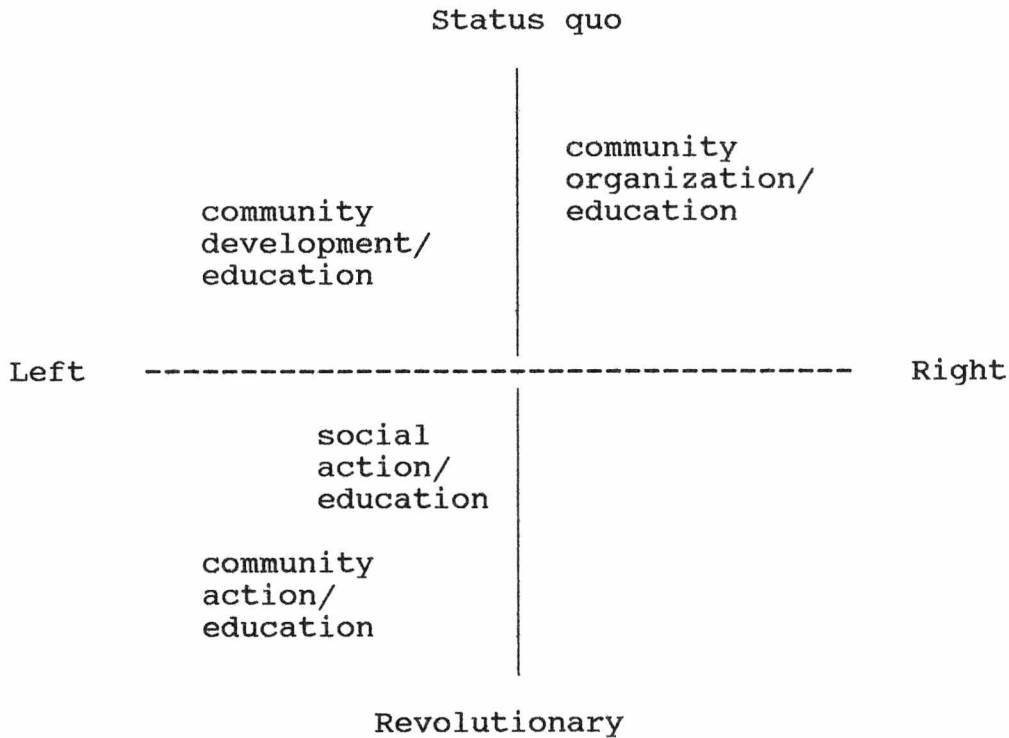 Status quo
community
organization/
education
community
development/
education
Left
Right
social
action/
education
community
action/
education
Revolutionary